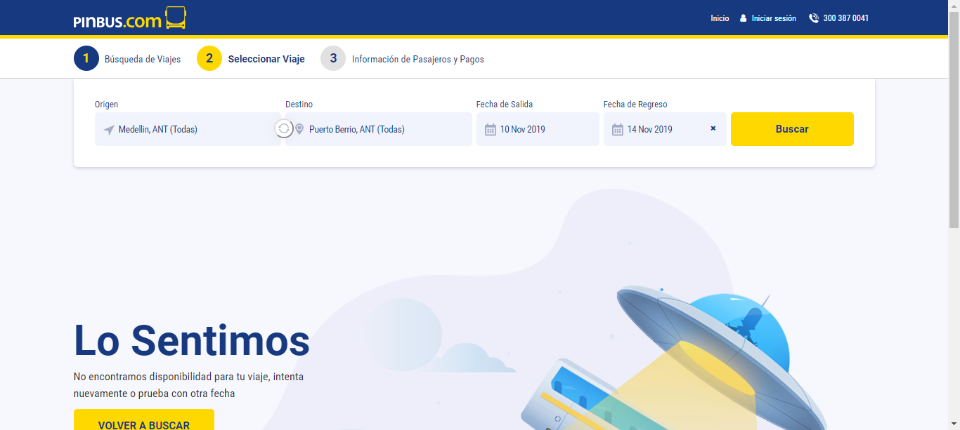 PINBUS.com
Inicio Iniciar sesión 300 387 0041
1 Búsqueda de Viajes 2 Seleccionar Viaje 3 Información de Pasajeros y Pagos
Origen Destino Fecha de Salida Fecha de Regreso
Medellin, ANT (Todas) Puerto Berrio, ANT (Todas) 10 Nov 2019 14 Nov 2019 × Buscar
Lo Sentimos
No encontramos disponibilidad para tu viaje, intenta
nuevamente o prueba con otra fecha
VOLVER A BUSCAR